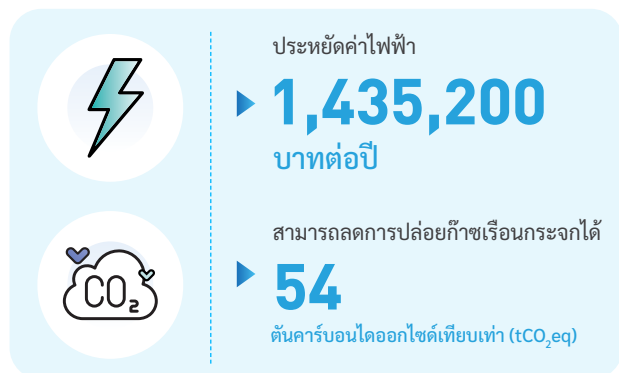 ประหยัดค่าไฟฟ้า
1,435,200
บาทต่อปี
สามารถลดการปล่อยก๊าซเรือนกระจกได้
CO₂
54
ตันคาร์บอนไดออกไซด์เทียบเท่า (tCO₂eq)